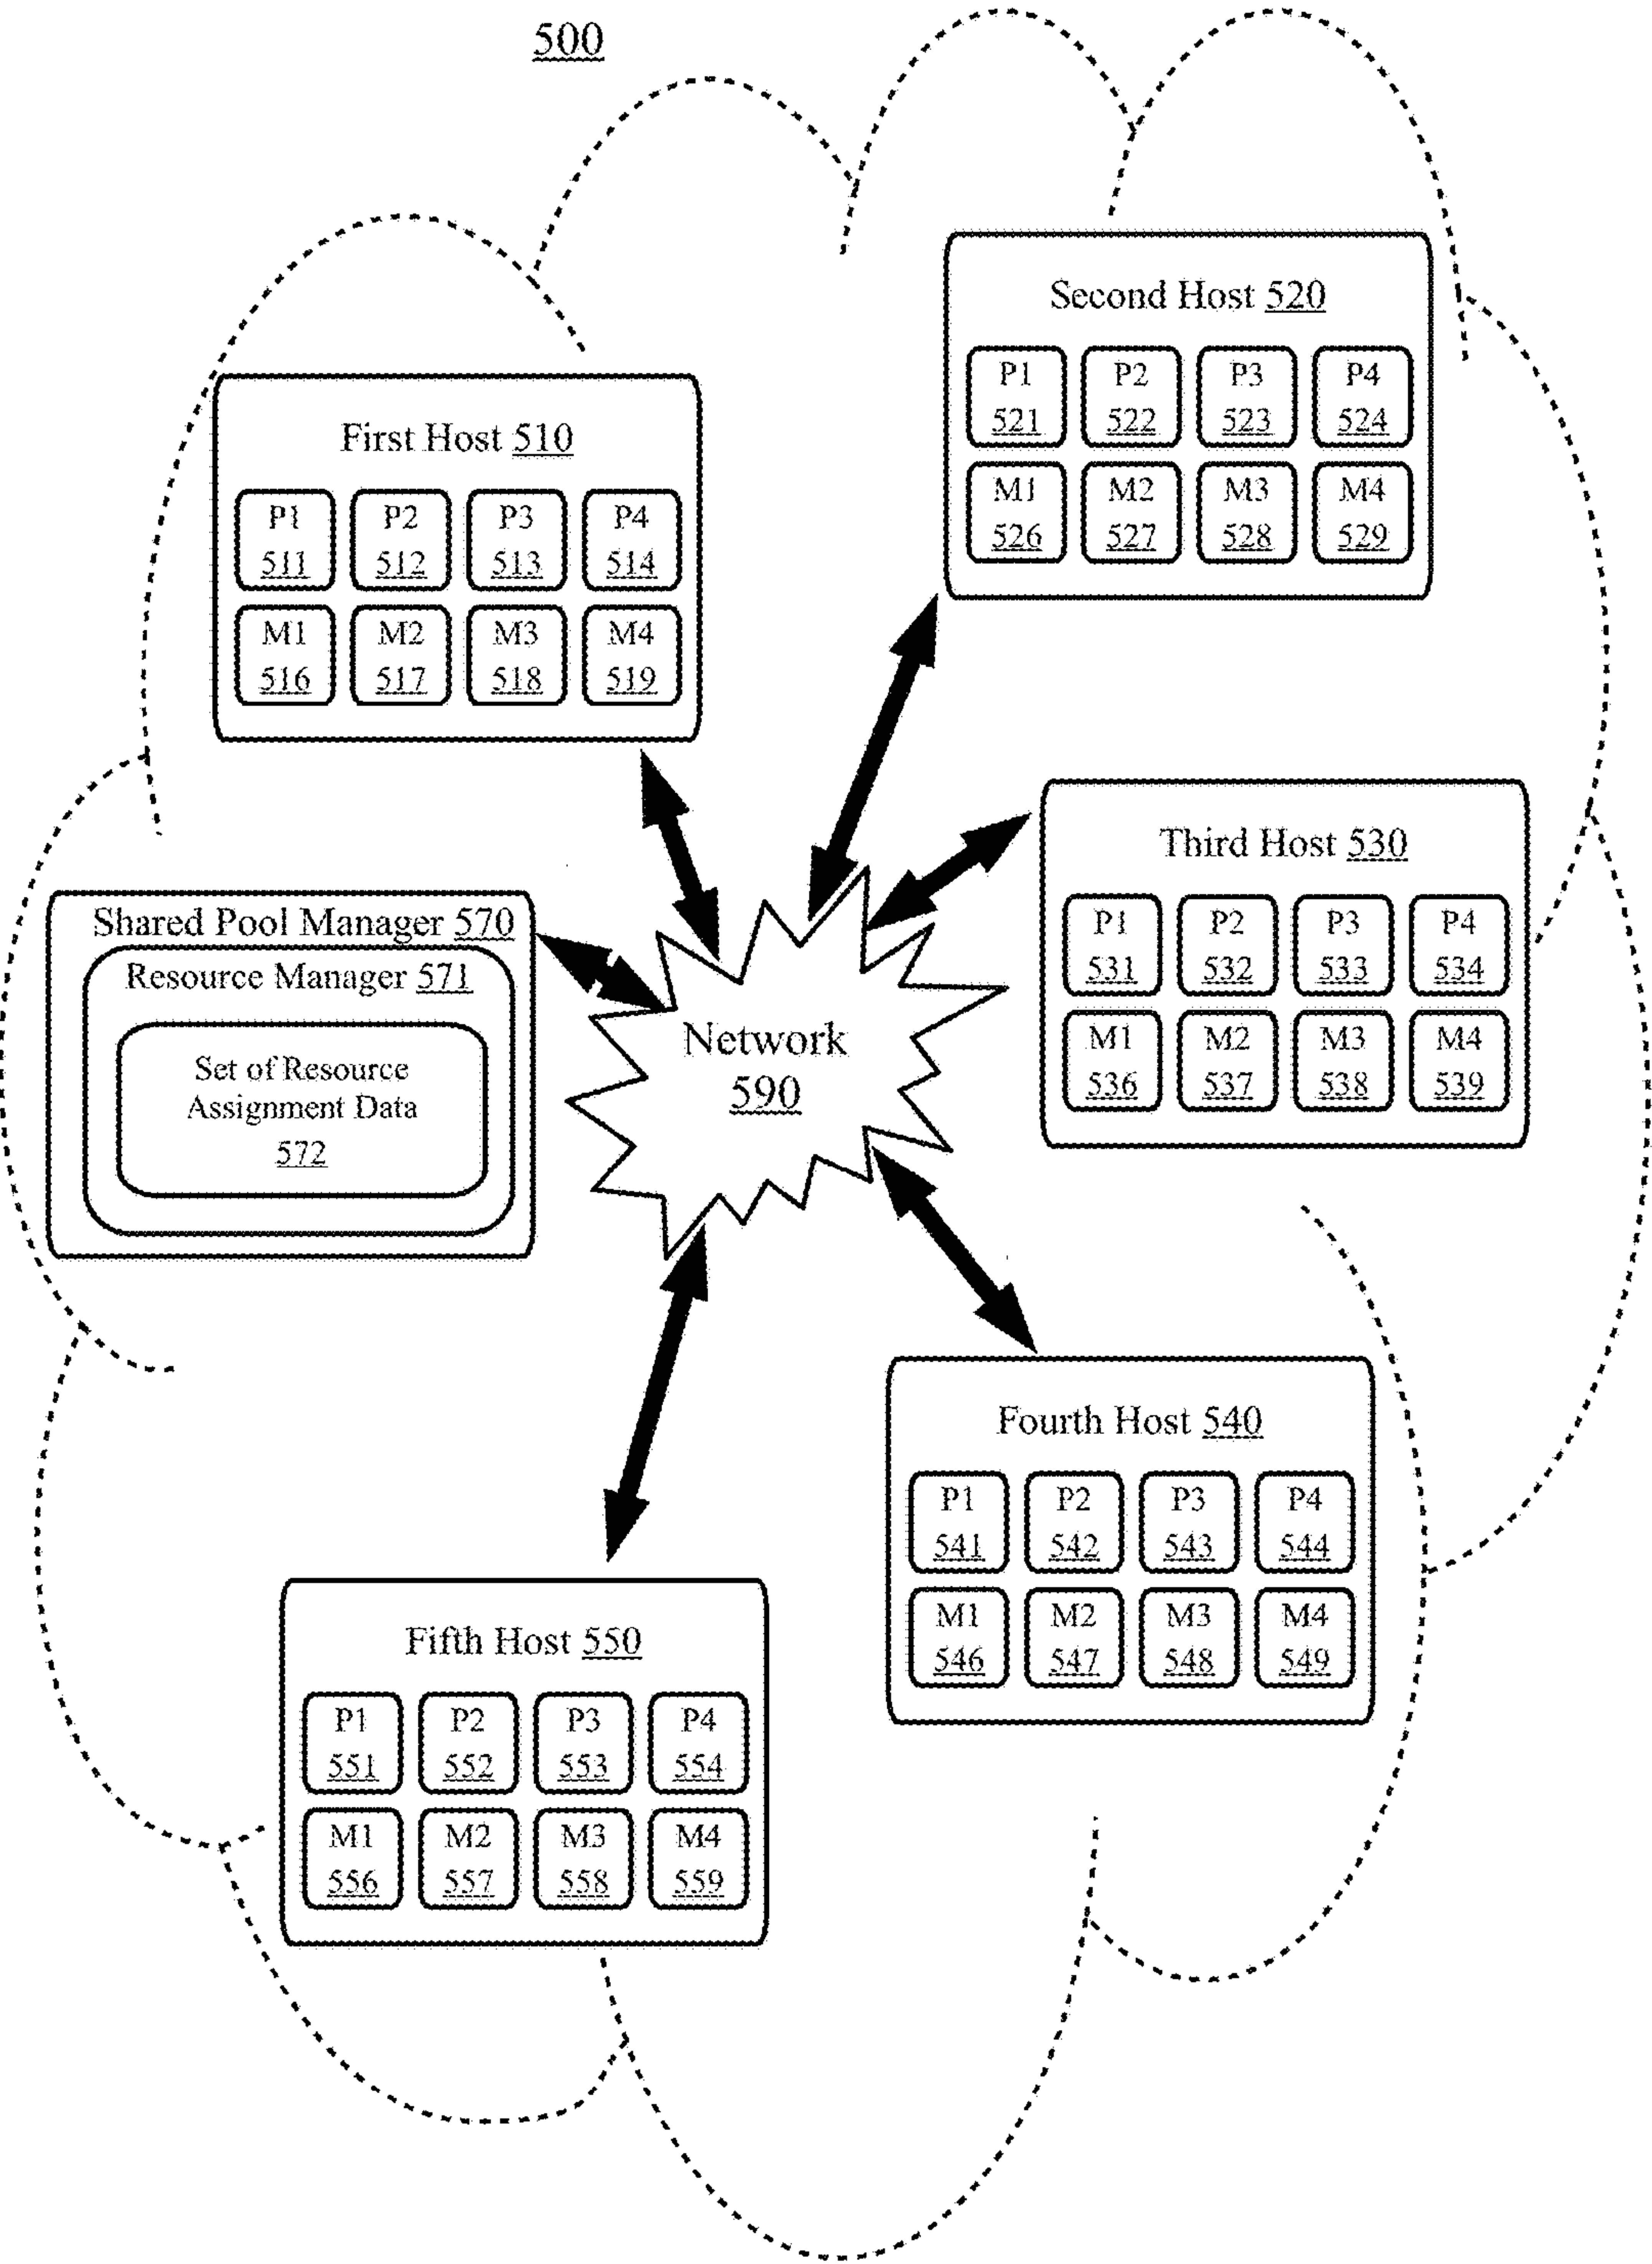 500
Second Host 520
P1 P2 P3 P4
521 522 523 524
M1 M2 M3 M4
526 527 528 529
First Host 510
P1 P2 P3 P4
511 512 513 514
M1 M2 M3 M4
516 517 518 519
Third Host 530
P1 P2 P3 P4
531 532 533 534
M1 M2 M3 M4
536 537 538 539
Shared Pool Manager 570
Resource Manager 571
Set of Resource
Assignment Data
572
Network
590
Fourth Host 540
P1 P2 P3 P4
541 542 543 544
M1 M2 M3 M4
546 547 548 549
Fifth Host 550
P1 P2 P3 P4
551 552 553 554
M1 M2 M3 M4
556 557 558 559